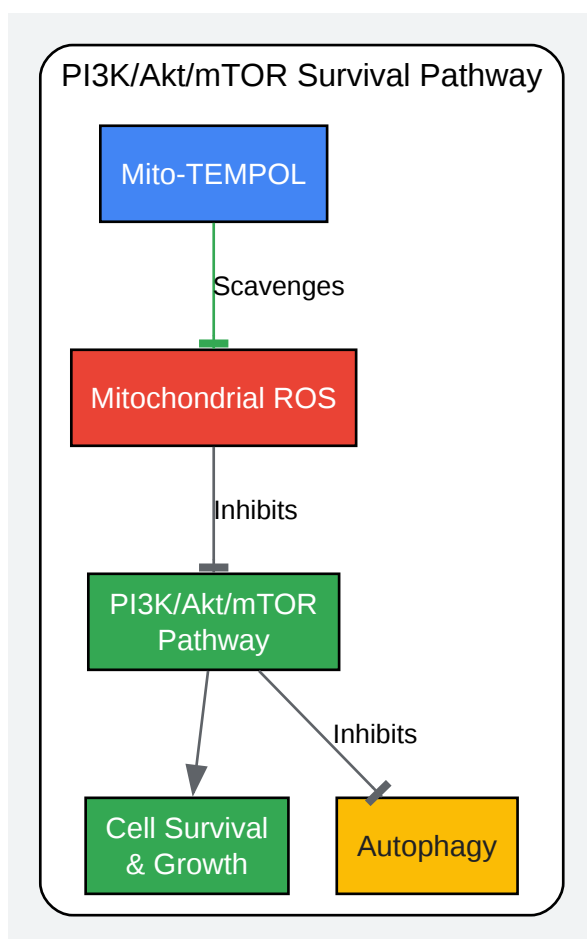 PI3K/Akt/mTOR Survival Pathway
Mito-TEMPOL
Scavenges
Mitochondrial ROS
Inhibits
PI3K/Akt/mTOR
Pathway
Inhibits
Cell Survival
& Growth
Autophagy